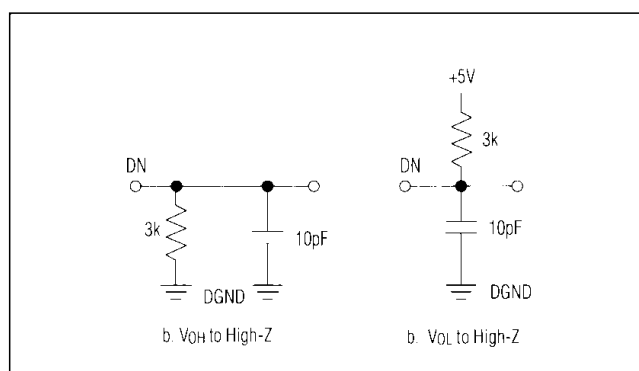 DN
3k
10pF
DGND
b. VOH to High-Z
+5V
3k
DN
10pF
DGND
b. VOL to High-Z